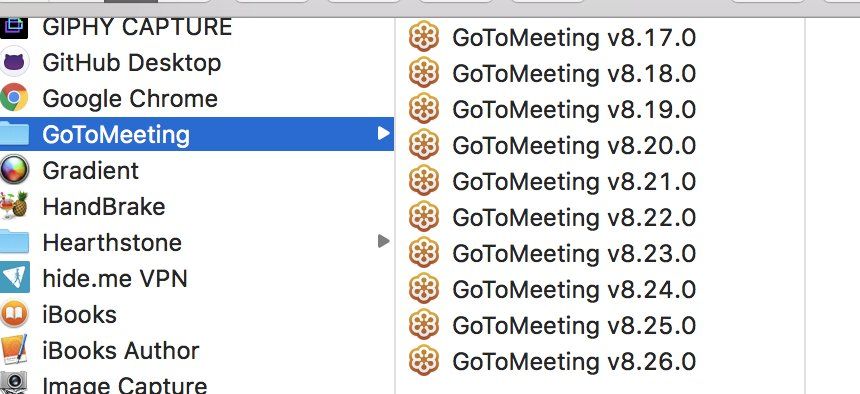 GIPHY CAPTURE
GitHub Desktop
Google Chrome
GoToMeeting
Gradient
HandBrake
Hearthstone
hide.me VPN
iBooks
iBooks Author
Image Capture
GoToMeeting v8.17.0
GoToMeeting v8.18.0
GoToMeeting v8.19.0
GoToMeeting v8.20.0
GoToMeeting v8.21.0
GoToMeeting v8.22.0
GoToMeeting v8.23.0
GoToMeeting v8.24.0
GoToMeeting v8.25.0
GoToMeeting v8.26.0